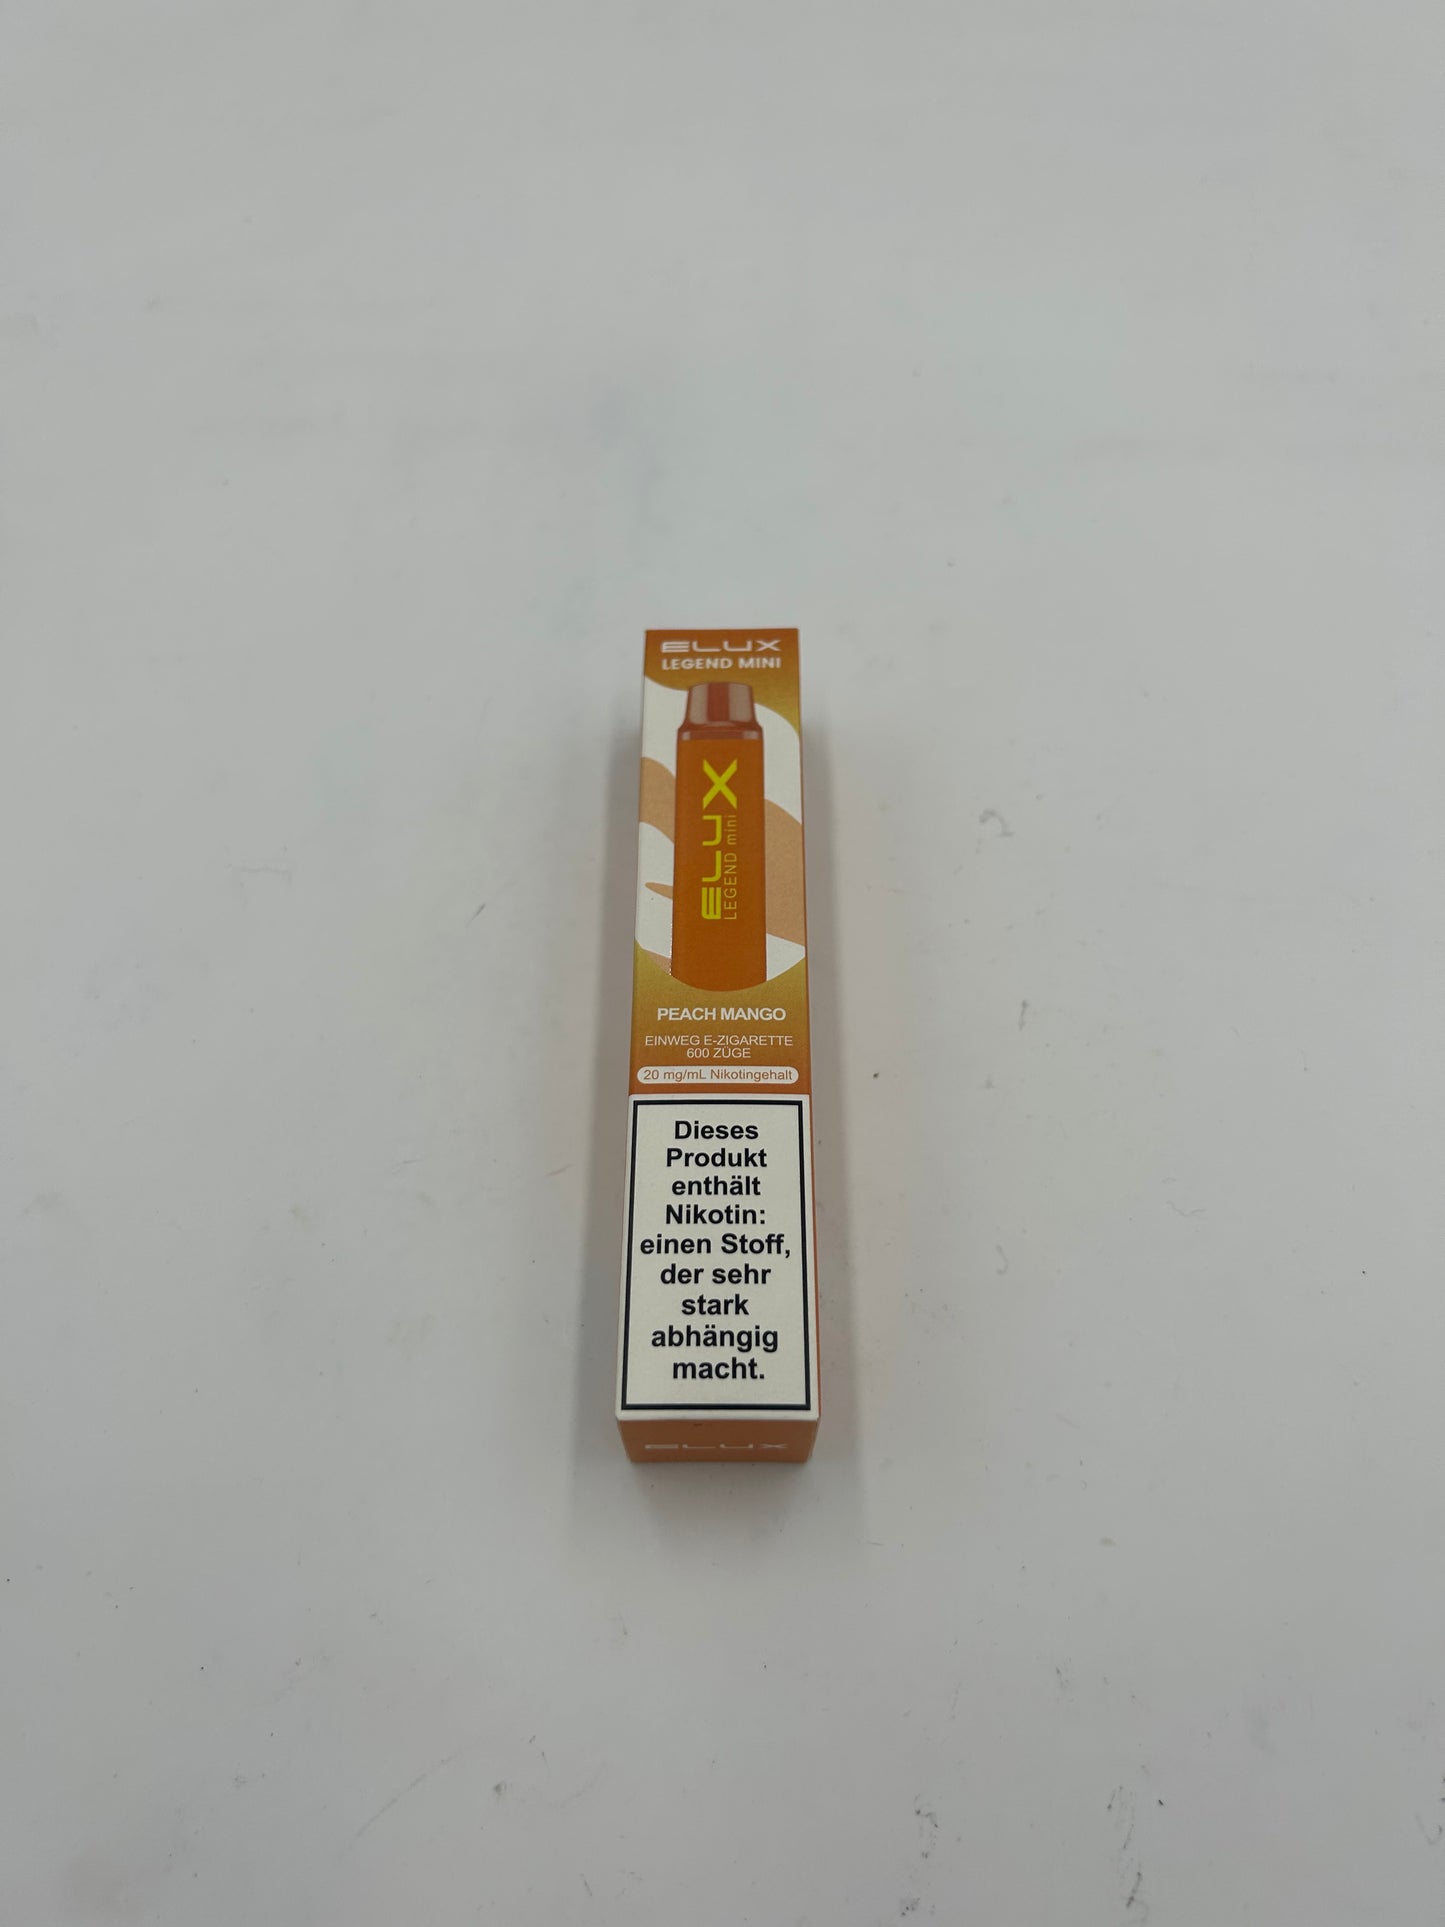 ELUX
LEGEND MINI
ELUX
LEGEND mini
PEACH MANGO
EINWEG E-ZIGARETTE
600 ZÜGE
20 mg/mL Nikotingehalt
Dieses
Produkt
enthält
Nikotin:
einen Stoff,
der sehr
stark
abhängig
macht.
ELUX